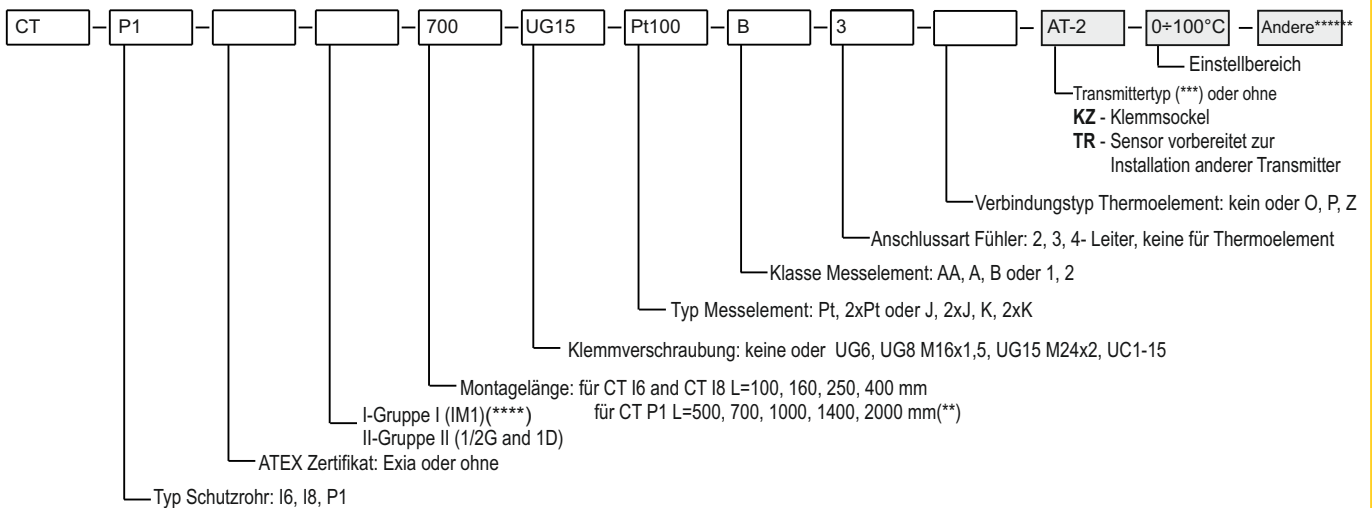 CT – P1 – – – 700 – UG15 – Pt100 – B – 3 – – AT-2 – 0÷100°C – Andere******
Einstellbereich
Transmittertyp (***) oder ohne
KZ - Klemmsockel
TR - Sensor vorbereitet zur
Installation anderer Transmitter
Verbindungstyp Thermoelement: kein oder O, P, Z
Anschlussart Fühler: 2, 3, 4- Leiter, keine für Thermoelement
Klasse Messelement: AA, A, B oder 1, 2
Typ Messelement: Pt, 2xPt oder J, 2xJ, K, 2xK
Klemmverschraubung: keine oder UG6, UG8 M16x1,5, UG15 M24x2, UC1-15
Montagelänge: für CT I6 and CT I8 L=100, 160, 250, 400 mm
für CT P1 L=500, 700, 1000, 1400, 2000 mm(**)
I-Gruppe I (IM1)(****)
II-Gruppe II (1/2G and 1D)
ATEX Zertifikat: Exia oder ohne
Typ Schutzrohr: I6, I8, P1